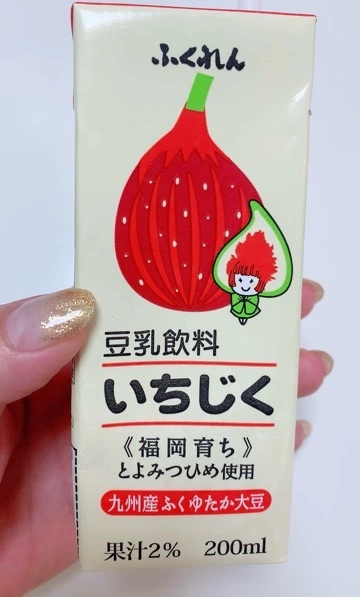 ふくれん
豆乳飲料
いちじく
《福岡育ち》
とよみつひめ使用
九州産ふくゆたか大豆
果汁2% 200ml